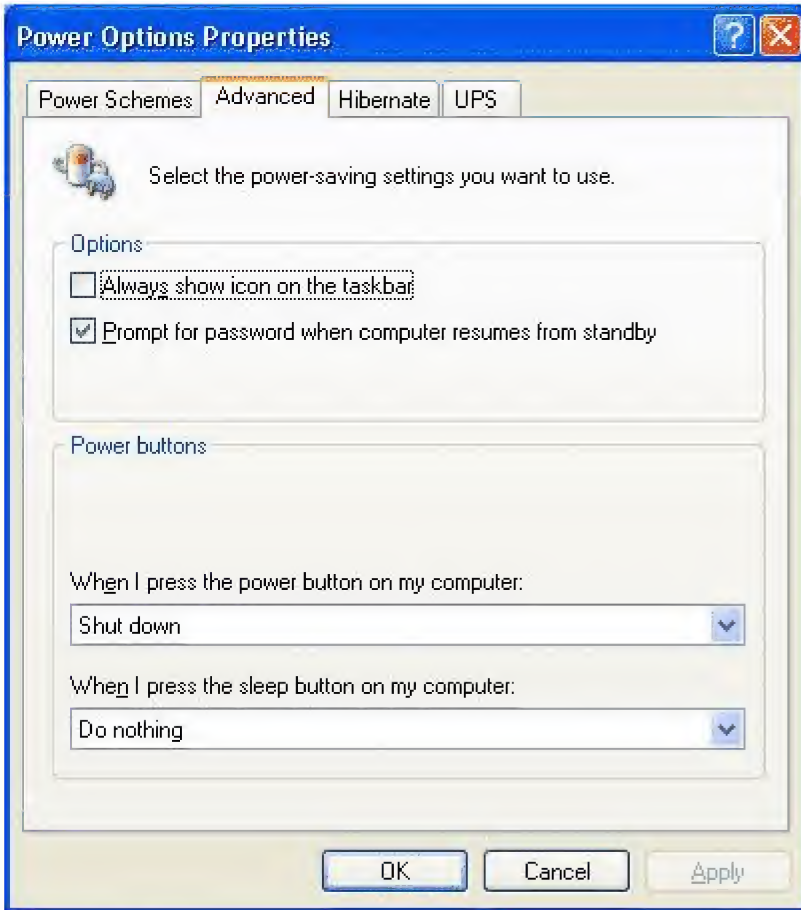 Power Options Properties
Power Schemes
Advanced
Hibernate
UPS
Select the power-saving settings you want to use.
Options
Always show icon on the taskbar
Prompt for password when computer resumes from standby
Power buttons
When I press the power button on my computer:
Shut down
When I press the sleep button on my computer:
Do nothing
OK
Cancel
Apply